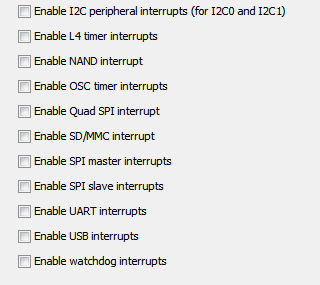 Enable I2C peripheral interrupts (for I2C0 and I2C1)
Enable L4 timer interrupts
Enable NAND interrupt
Enable OSC timer interrupts
Enable Quad SPI interrupt
Enable SD/MMC interrupt
Enable SPI master interrupts
Enable SPI slave interrupts
Enable UART interrupts
Enable USB interrupts
Enable watchdog interrupts